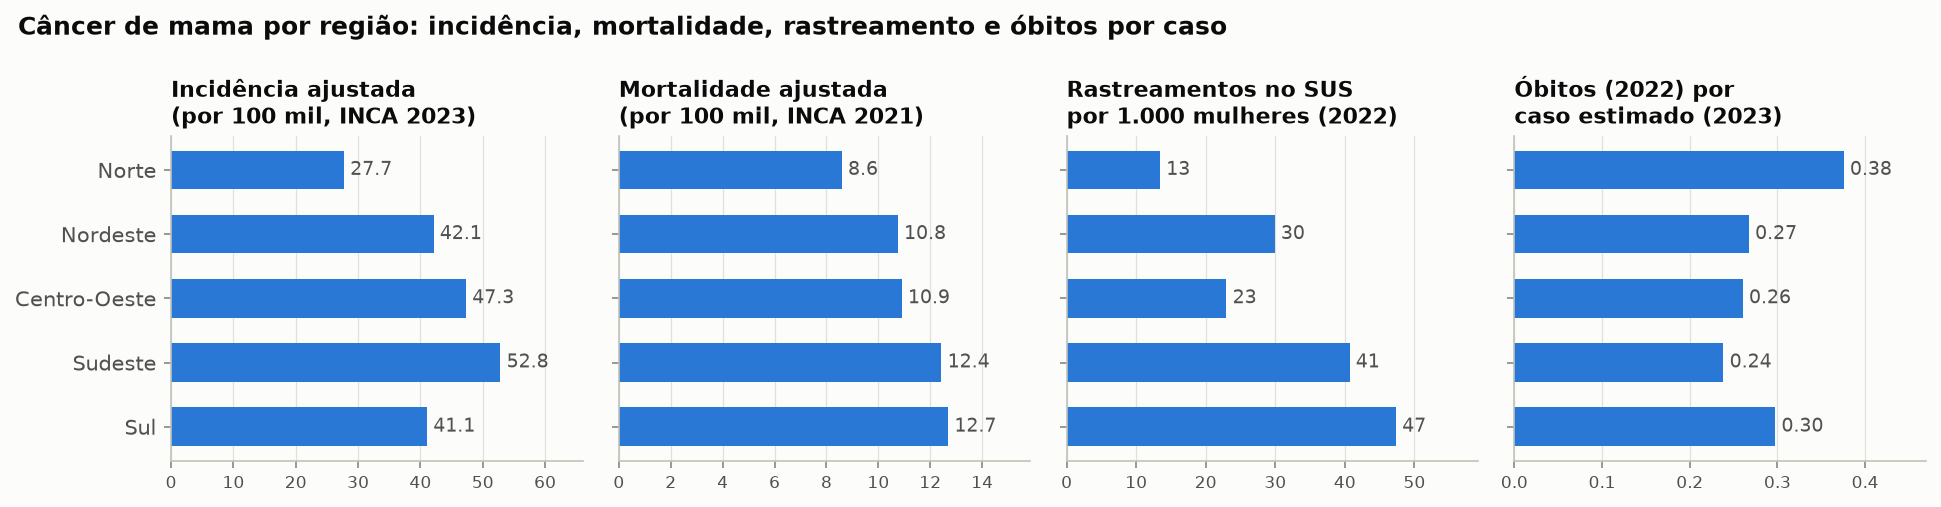 Câncer de mama por região: incidência, mortalidade, rastreamento e óbitos por caso
Incidência ajustada
(por 100 mil, INCA 2023)
Norte
27.7
Nordeste
42.1
Centro-Oeste
47.3
Sudeste
52.8
Sul
41.1
0 10 20 30 40 50 60
Mortalidade ajustada
(por 100 mil, INCA 2021)
8.6
10.8
10.9
12.4
12.7
0 2 4 6 8 10 12 14
Rastreamentos no SUS
por 1.000 mulheres (2022)
13
30
23
41
47
0 10 20 30 40 50
Óbitos (2022) por
caso estimado (2023)
0.38
0.27
0.26
0.24
0.30
0.0 0.1 0.2 0.3 0.4